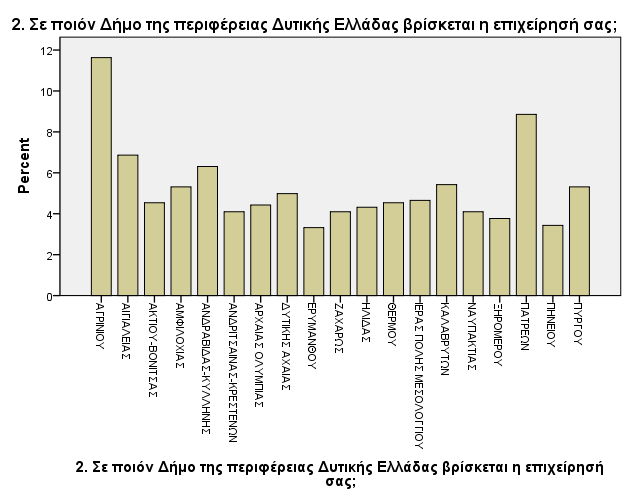 2. Σε ποιόν Δήμο της περιφέρειας Δυτικής Ελλάδας βρίσκεται η επιχείρησή σας;
12
10
8
6
4
2
0
Percent
ΑΓΡΙΝΙΟΥ
ΑΙΓΙΑΛΕΙΑΣ
ΑΚΤΙΟΥ-ΒΟΝΙΤΣΑΣ
ΑΜΦΙΛΟΧΙΑΣ
ΑΝΔΡΑΒΙΔΑΣ-ΚΥΛΛΗΝΗΣ
ΑΝΔΡΙΤΣΑΙΝΑΣ-ΚΡΕΣΤΕΝΩΝ
ΑΡΧΑΙΑΣ ΟΛΥΜΠΙΑΣ
ΔΥΤΙΚΗΣ ΑΧΑΙΑΣ
ΕΡΥΜΑΝΘΟΥ
ΖΑΧΑΡΩΣ
ΗΛΙΔΑΣ
ΘΕΡΜΟΥ
ΙΕΡΑΣ ΠΟΛΗΣ ΜΕΣΟΛΟΓΓΙΟΥ
ΚΑΛΑΒΡΥΤΩΝ
ΝΑΥΠΑΚΤΙΑΣ
ΞΗΡΟΜΕΡΟΥ
ΠΑΤΡΕΩΝ
ΠΗΝΕΙΟΥ
ΠΥΡΓΟΥ
2. Σε ποιόν Δήμο της περιφέρειας Δυτικής Ελλάδας βρίσκεται η επιχείρησή
σας;